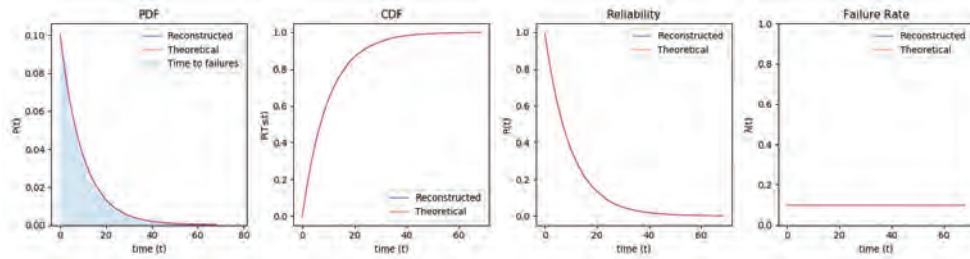 PDF
Reconstructed
Theoretical
Time to failures
0.10
0.08
0.06
0.04
0.02
0.00
P(t)
0 20 40 60 80
time (t)
CDF
Reconstructed
Theoretical
1.0
0.8
0.6
0.4
0.2
0.0
P(T≤t)
0 20 40 60
time (t)
Reliability
Reconstructed
Theoretical
1.0
0.8
0.6
0.4
0.2
0.0
R(t)
0 20 40 60
time (t)
Failure Rate
Reconstructed
Theoretical
1.0
0.8
0.6
0.4
0.2
0.0
λ(t)
0 20 40 60
time (t)